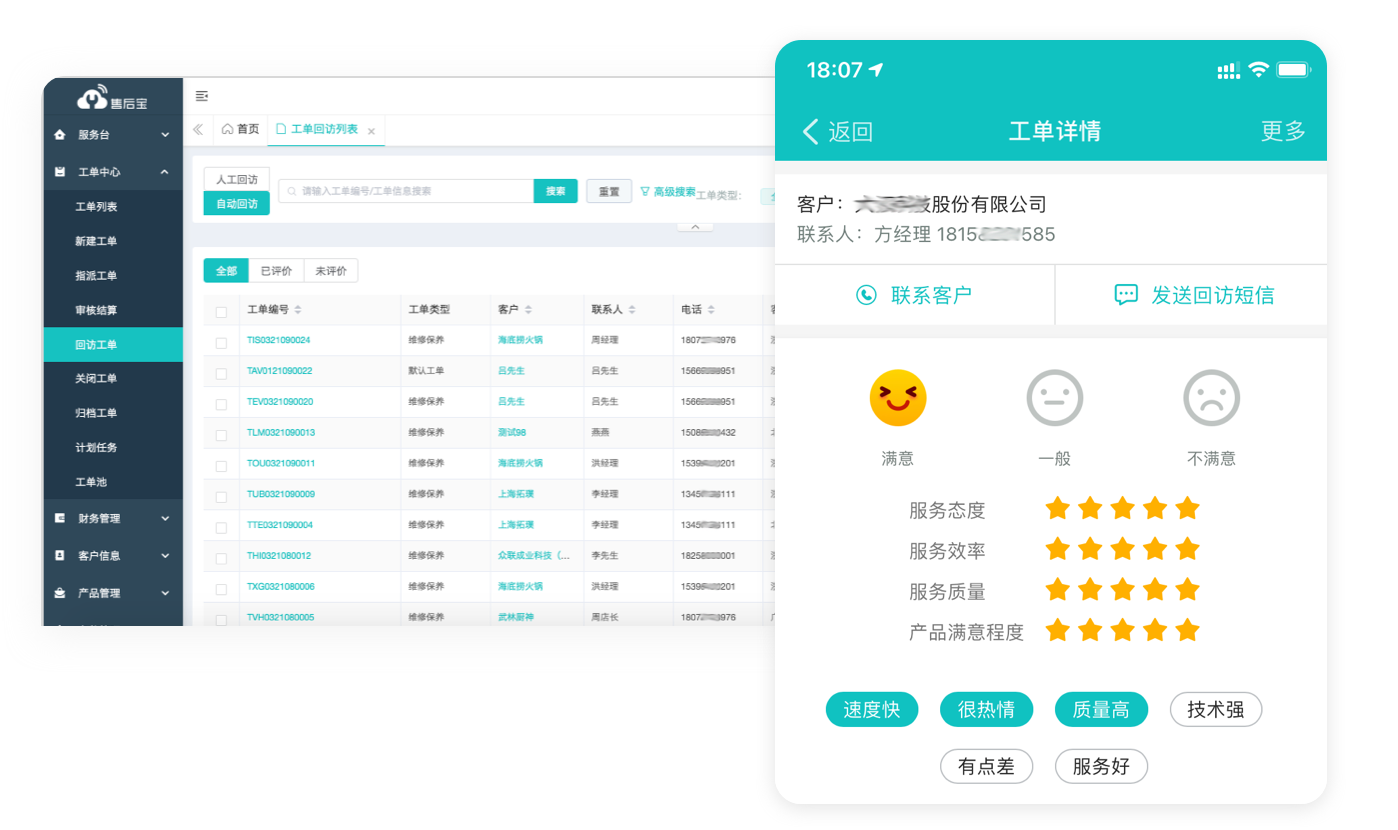 售后宝
服务台
工单中心
工单列表
新建工单
指派工单
审核结算
回访工单
关闭工单
归档工单
计划任务
工单池
财务管理
客户信息
产品管理
首页
工单回访列表
人工回访
自动回访
请输入工单编号/工单信息搜索
搜索
重置
高级搜索
工单类型：
全部 已评价 未评价
工单编号 工单类型 客户 联系人 电话
TIS0321090024 维修保养 海底捞火锅 周经理 1807 976
TAV0121090022 默认工单 吕先生 吕先生 1566 951
TEV0321090020 维修保养 吕先生 吕先生 1566 951
TLM0321090013 维修保养 测试98 燕燕 1508 432
TOU0321090011 维修保养 海底捞火锅 洪经理 1539 201
TUB0321090009 维修保养 上海拓璞 李经理 1345 111
TTE0321090004 维修保养 上海拓璞 李经理 1345 111
THI0321080012 维修保养 众联成业科技（... 李先生 18258 001
TXG0321080006 维修保养 海底捞火锅 洪经理 1539 201
TVH0321080005 维修保养 武林厨神 周店长 1807 976
18:07
返回 工单详情 更多
客户： 股份有限公司
联系人：方经理 1815 585
联系客户 发送回访短信
满意 一般 不满意
服务态度
服务效率
服务质量
产品满意程度
速度快 很热情 质量高 技术强
有点差 服务好